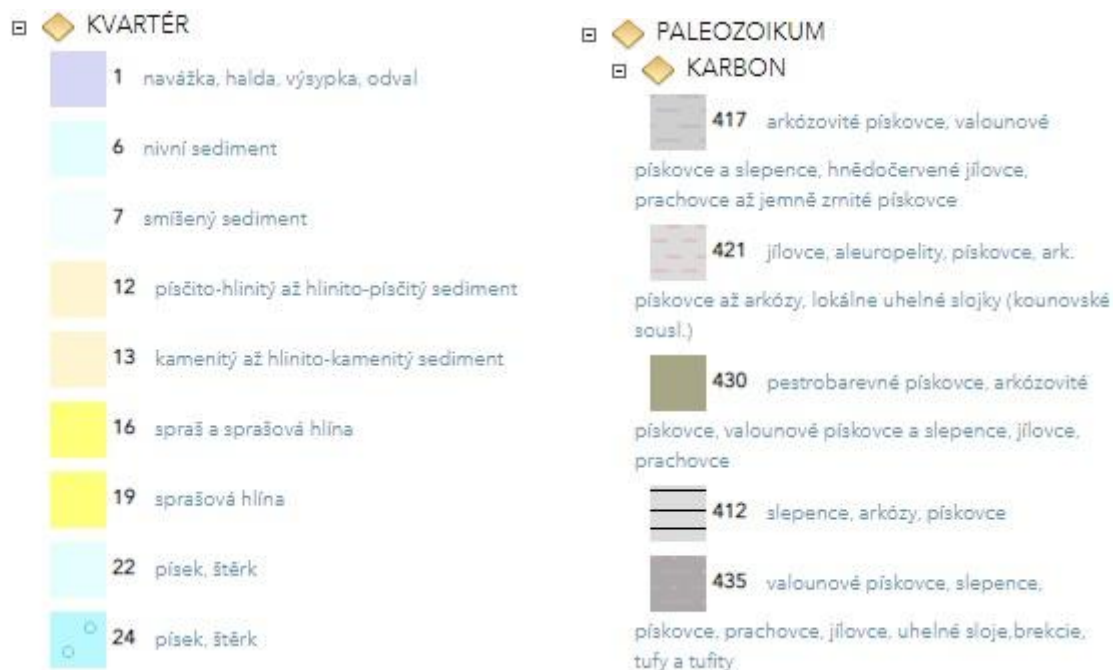 KVARTÉR
1 navážka, halda, výsypka, odval
6 nivní sediment
7 smíšený sediment
12 písčito-hlinitý až hlinito-písčitý sediment
13 kamenitý až hlinito-kamenitý sediment
16 spraš a sprašová hlína
19 sprašová hlína
22 písek, štěrk
24 písek, štěrk
PALEOZOIKUM
KARBON
417 arkózovité pískovce, valounové
pískovce a slepence, hnědočervené jílovce,
prachovce až jemně zrnité pískovce
421 jílovce, aleuropelity, pískovce, ark.
pískovce až arkózy, lokálne uhelné slojky (kounovské
sousl.)
430 pestrobarevné pískovce, arkózovité
pískovce, valounové pískovce a slepence, jílovce,
prachovce
412 slepence, arkózy, pískovce
435 valounové pískovce, slepence,
pískovce, prachovce, jílovce, uhelné sloje,brekcie,
tufy a tufity